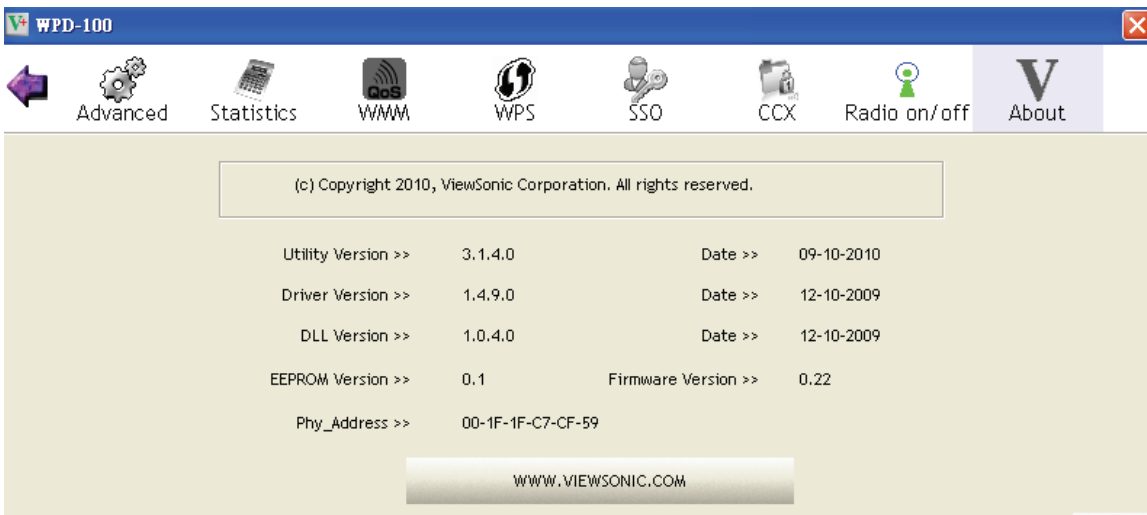 WPD-100
Advanced Statistics QoS WMM WPS SSO CCX Radio on/off V About
(c) Copyright 2010, ViewSonic Corporation. All rights reserved.
Utility Version >> 3.1.4.0 Date >> 09-10-2010
Driver Version >> 1.4.9.0 Date >> 12-10-2009
DLL Version >> 1.0.4.0 Date >> 12-10-2009
EEPROM Version >> 0.1 Firmware Version >> 0.22
Phy_Address >> 00-1F-1F-C7-CF-59
WWW.VIEWSONIC.COM